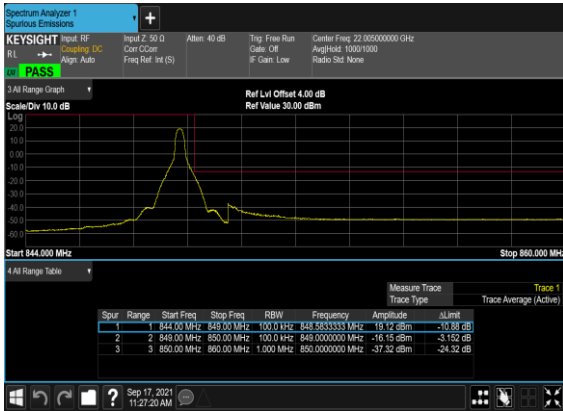 Spectrum Analyzer 1
Spurious Emissions
KEYSIGHT Input: RF Input Z: 50 Ω Atten: 40 dB Trig: Free Run Center Freq: 22.005000000 GHz
RL Coupling: DC Corr CCorr Gate: Off Avg|Hold: 1000/1000
Align: Auto Freq Ref: Int (S) IF Gain: Low Radio Std: None
PASS
3 All Range Graph
Ref Lvl Offset 4.00 dB
Scale/Div 10.0 dB Ref Value 30.00 dBm
Log
20.0
10.0
0.00
-10.0
-20.0
-30.0
-40.0
-50.0
-60.0
Start 844.000 MHz Stop 860.000 MHz
4 All Range Table
Measure Trace Trace 1
Trace Type Trace Average (Active)
Spur Range Start Freq Stop Freq RBW Frequency Amplitude ΔLimit
1 1 844.00 MHz 849.00 MHz 100.0 kHz 848.5833333 MHz 19.12 dBm -10.88 dB
2 2 849.00 MHz 850.00 MHz 100.0 kHz 849.0000000 MHz -16.15 dBm -3.152 dB
3 3 850.00 MHz 860.00 MHz 1.000 MHz 850.0000000 MHz -37.32 dBm -24.32 dB
Sep 17, 2021
11:27:20 AM